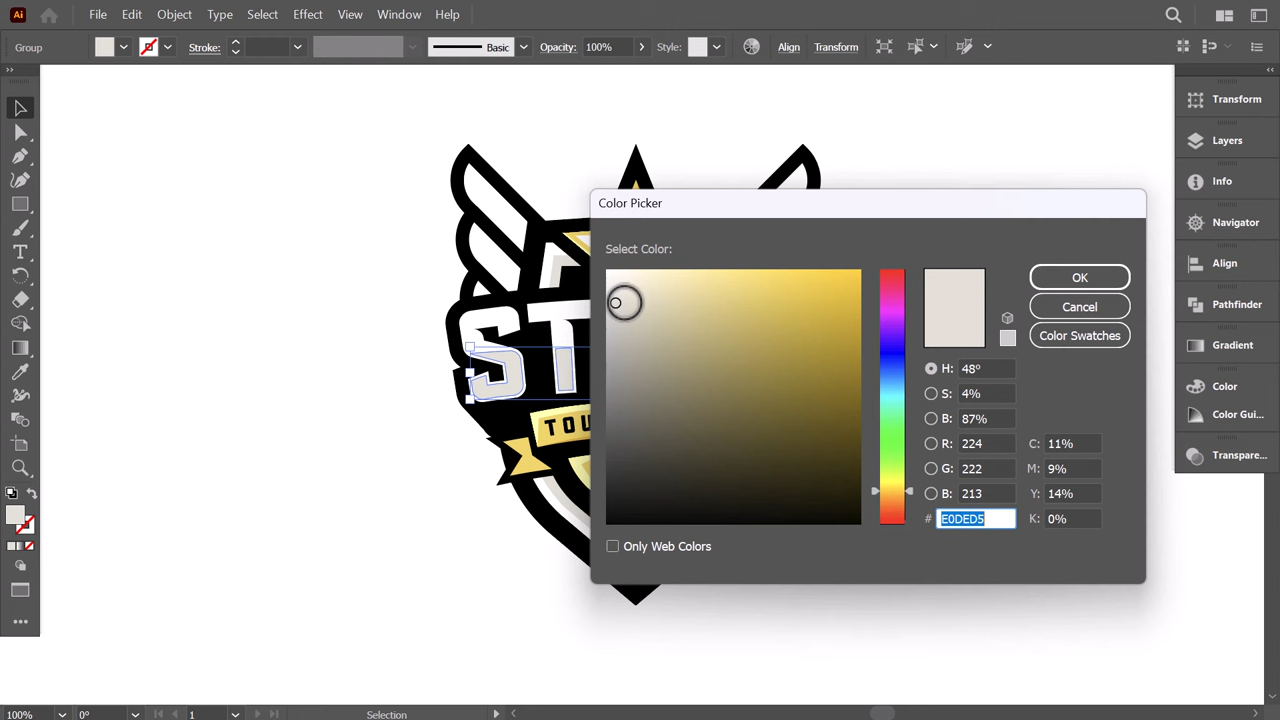 Ai File Edit Object Type Select Effect View Window Help
Group Stroke: Basic Opacity: 100% Style: Align Transform
Transform
Layers
Info
Navigator
Align
Pathfinder
Gradient
Color
Color Gui...
Transpare...
ST
S I
TOU
Color Picker
Select Color:
OK
Cancel
Color Swatches
H: 48º
S: 4%
B: 87%
R: 224 C: 11%
G: 222 M: 9%
B: 213 Y: 14%
# E0DED5 K: 0%
Only Web Colors
100% 0° 1 Selection